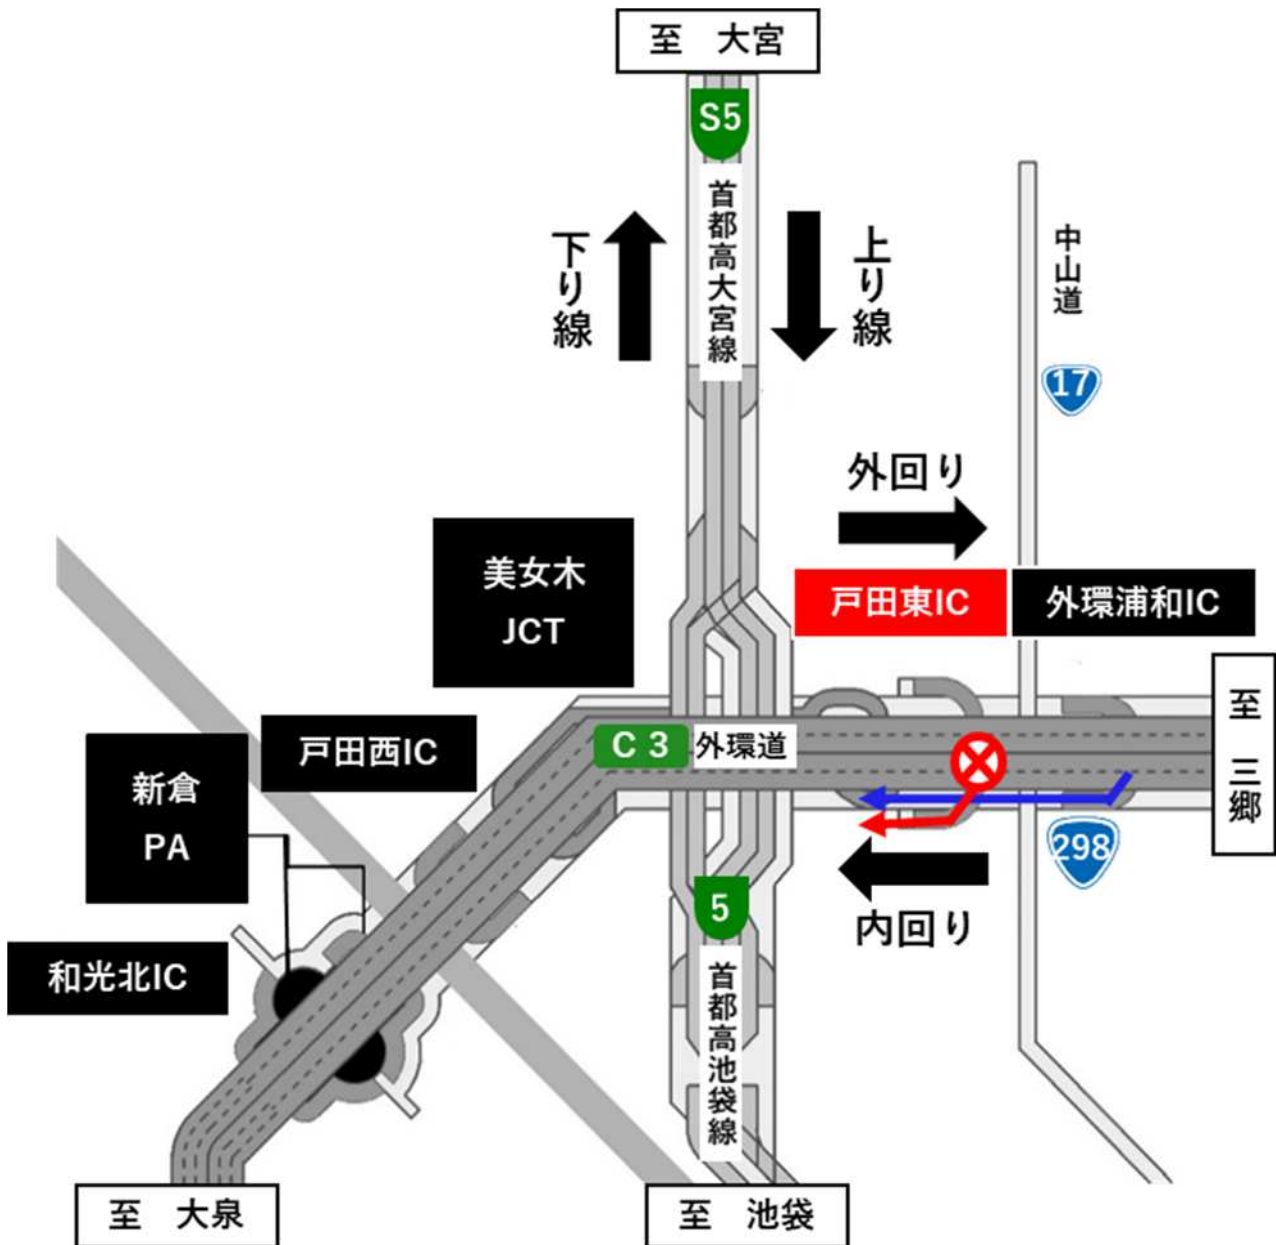 至　大宮
S5
首都高大宮線
下り線
上り線
中山道
17
外回り
美女木
JCT
戸田東IC
外環浦和IC
至　三郷
戸田西IC
C3
外環道
新倉
PA
298
5
内回り
和光北IC
首都高池袋線
至　大泉
至　池袋